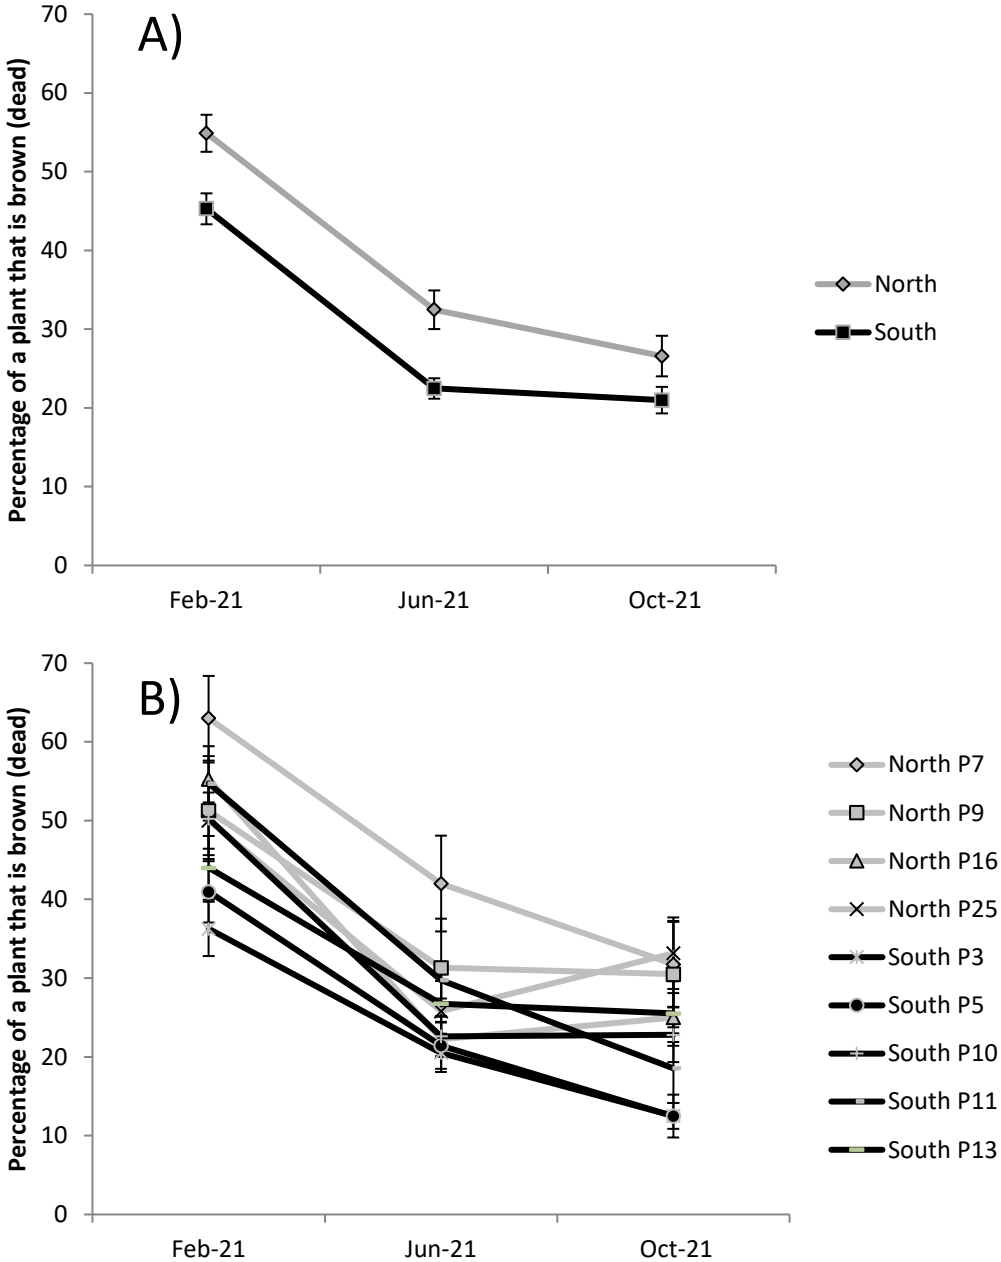 A)
Percentage of a plant that is brown (dead)
70
60
50
40
30
20
10
0
Feb-21 Jun-21 Oct-21
North
South
B)
Percentage of a plant that is brown (dead)
70
60
50
40
30
20
10
0
Feb-21 Jun-21 Oct-21
North P7
North P9
North P16
North P25
South P3
South P5
South P10
South P11
South P13